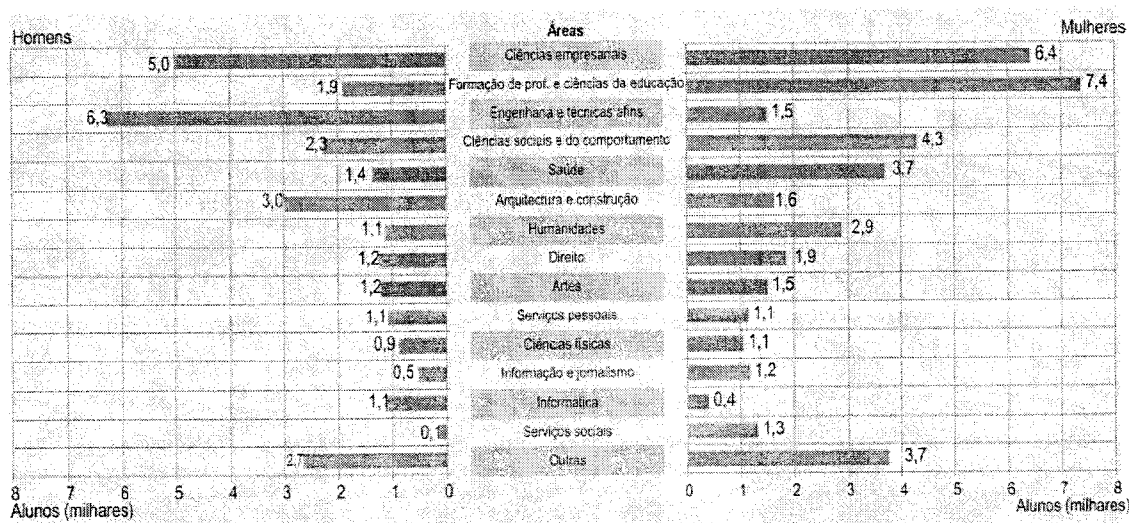 Homens Áreas Mulheres
5,0 Ciências empresariais 6,4
1,9 Formação de prof. e ciências da educação 7,4
6,3 Engenharia e técnicas afins 1,5
2,3 Ciências sociais e do comportamento 4,3
1,4 Saúde 3,7
3,0 Arquitectura e construção 1,6
1,1 Humanidades 2,9
1,2 Direito 1,9
1,2 Artes 1,5
1,1 Serviços pessoais 1,1
0,9 Ciências físicas 1,1
0,5 Informação e jornalismo 1,2
1,1 Informática 0,4
0,1 Serviços sociais 1,3
2,7 Outras 3,7
8 7 6 5 4 3 2 1 0 0 1 2 3 4 5 6 7 8
Alunos (milhares) Alunos (milhares)